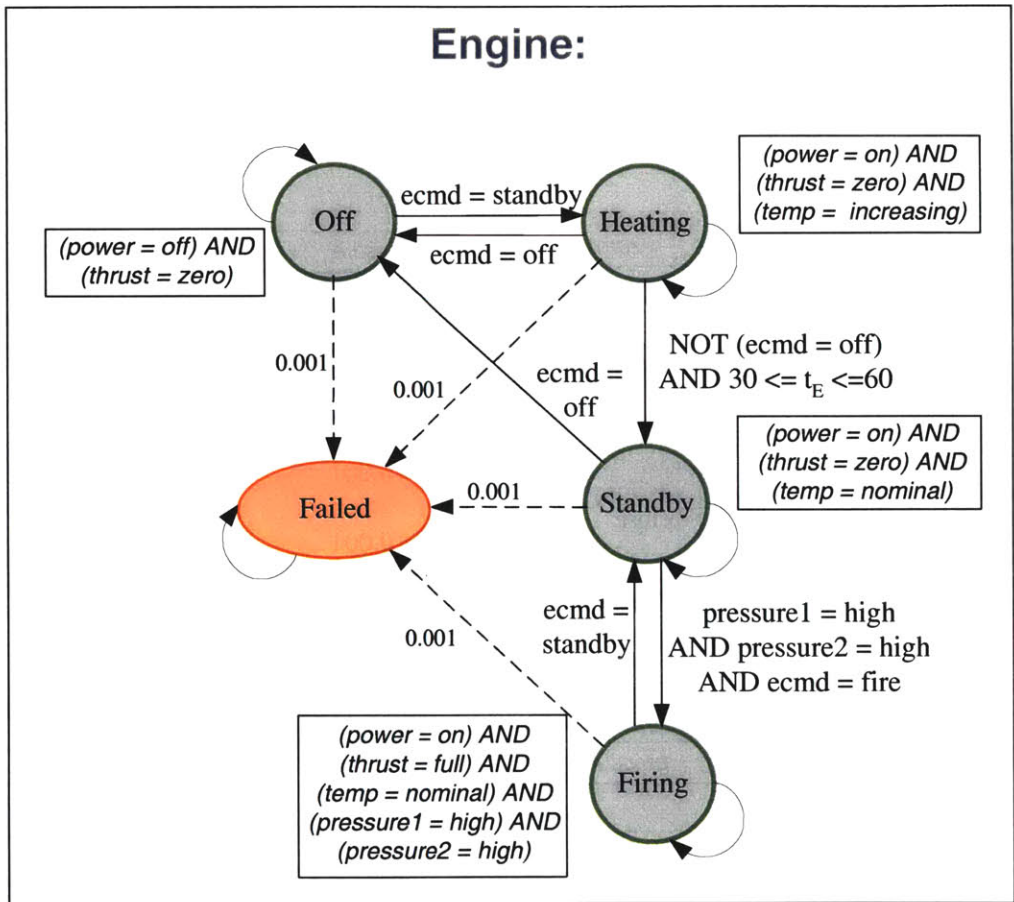 Engine:
Off
ecmd = standby
ecmd = off
Heating
(power = on) AND
(thrust = zero) AND
(temp = increasing)
(power = off) AND
(thrust = zero)
0.001
0.001
ecmd =
off
NOT (ecmd = off)
AND 30 <= tE <=60
(power = on) AND
(thrust = zero) AND
(temp = nominal)
Failed
0.001
Standby
0.001
ecmd =
standby
pressure1 = high
AND pressure2 = high
AND ecmd = fire
(power = on) AND
(thrust = full) AND
(temp = nominal) AND
(pressure1 = high) AND
(pressure2 = high)
Firing